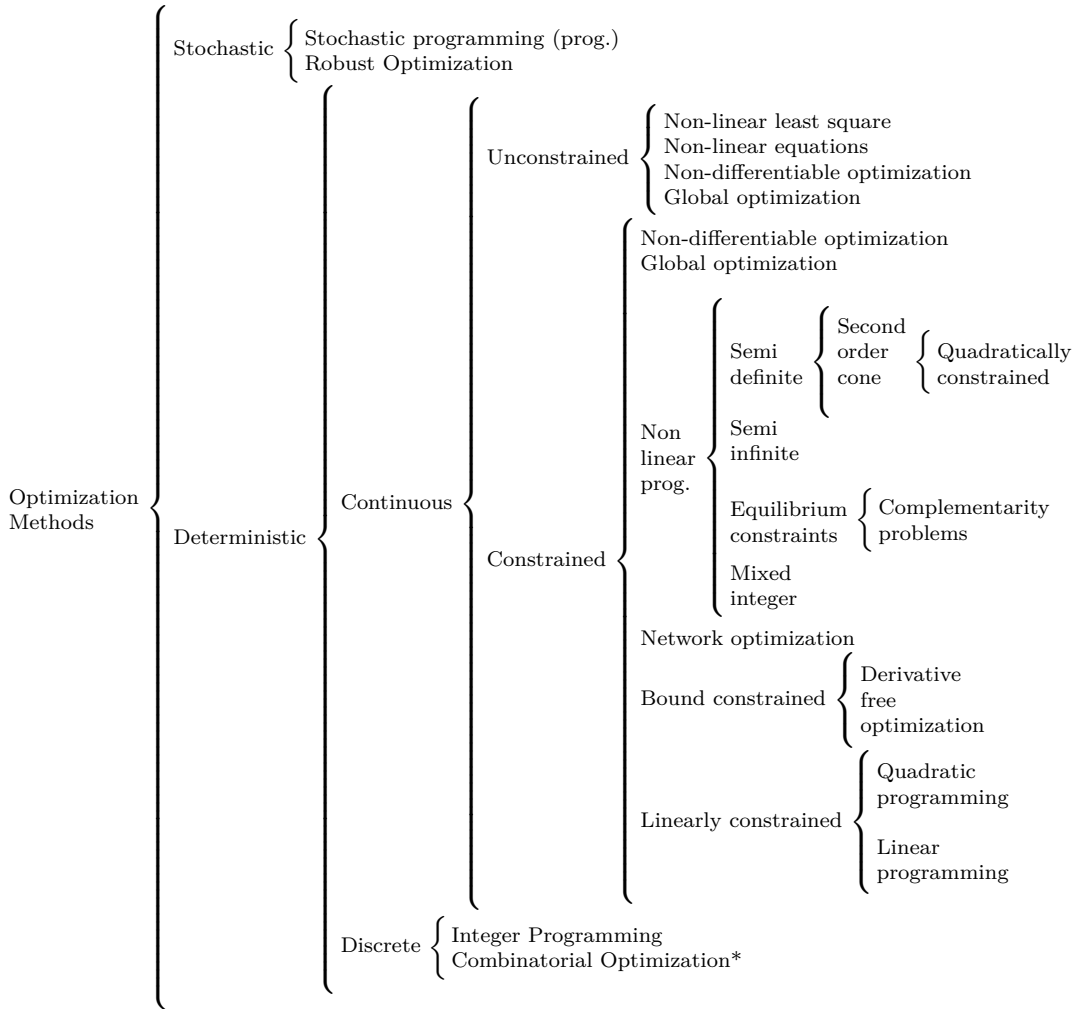 Optimization
Methods
Stochastic
Stochastic programming (prog.)
Robust Optimization
Deterministic
Continuous
Unconstrained
Non-linear least square
Non-linear equations
Non-differentiable optimization
Global optimization
Constrained
Non-differentiable optimization
Global optimization
Non
linear
prog.
Semi
definite
Second
order
cone
Quadratically
constrained
Semi
infinite
Equilibrium
constraints
Complementarity
problems
Mixed
integer
Network optimization
Bound constrained
Derivative
free
optimization
Linearly constrained
Quadratic
programming
Linear
programming
Discrete
Integer Programming
Combinatorial Optimization*